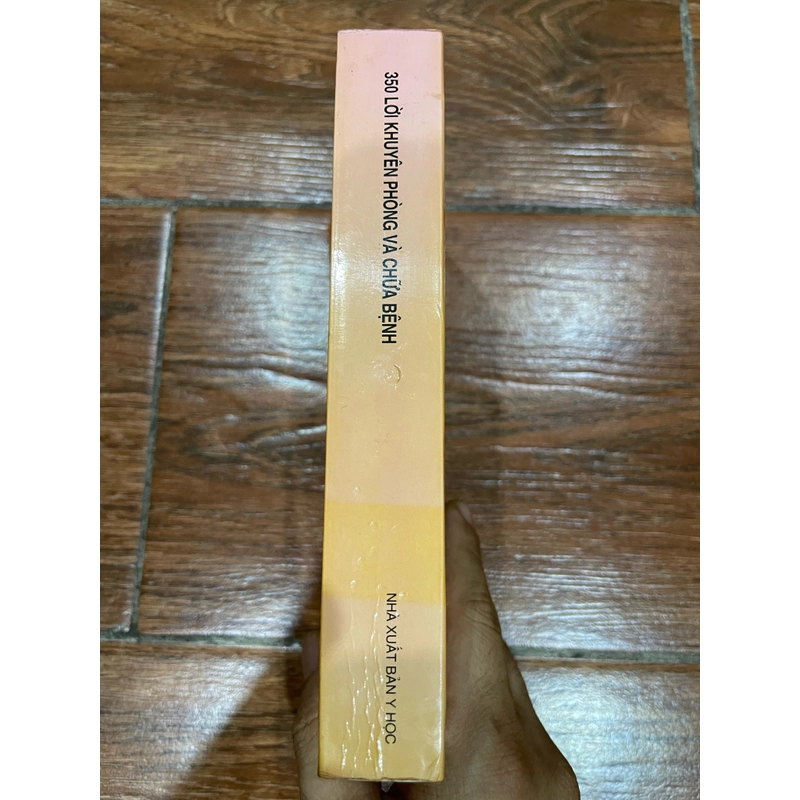 350 LỜI KHUYÊN PHÒNG VÀ CHỮA BỆNH
NHÀ XUẤT BẢN Y HỌC